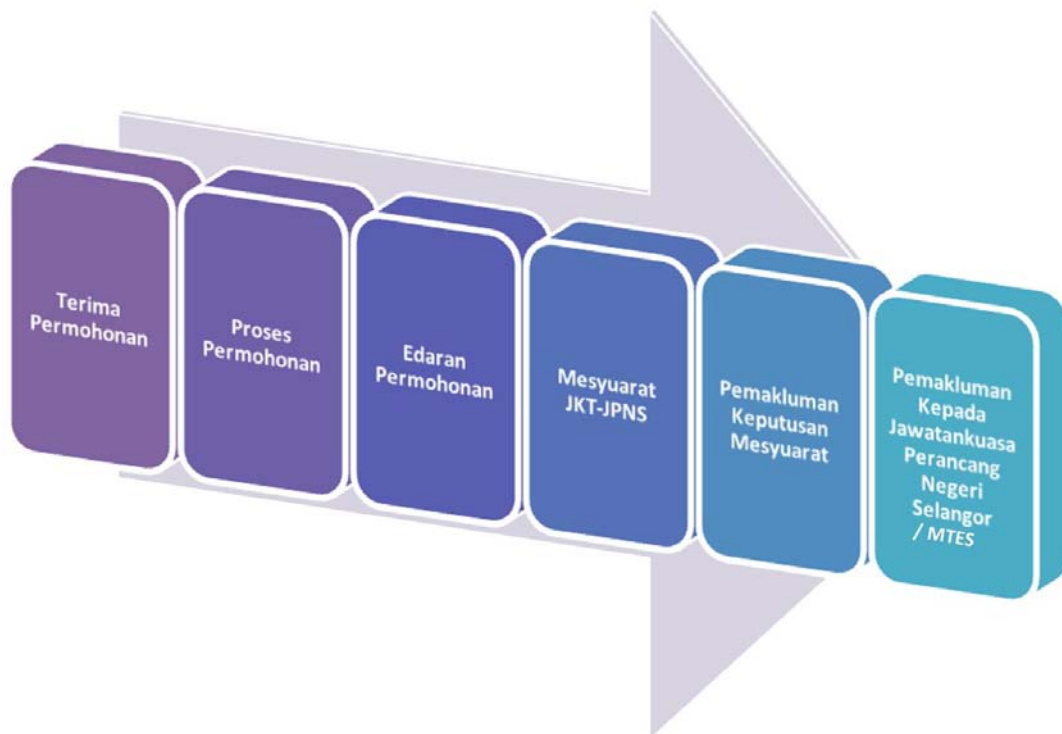 Terima
Permohonan
Proses
Permohonan
Edaran
Permohonan
Mesyuarat
JKT-JPNS
Pemakluman
Keputusan
Mesyuarat
Pemakluman
Kepada
Jawatankuasa
Perancang
Negeri
Selangor
/ MTES